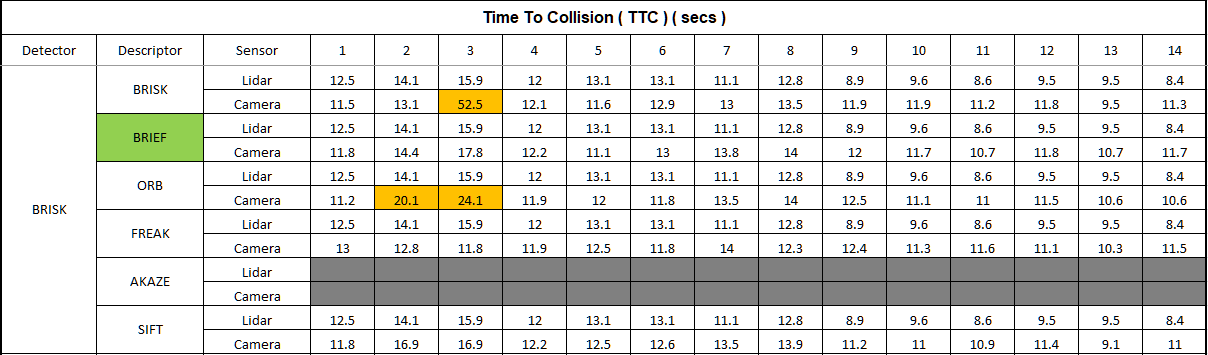 Time To Collision ( TTC ) ( secs )
Detector Descriptor Sensor 1 2 3 4 5 6 7 8 9 10 11 12 13 14
BRISK
BRISK
Lidar 12.5 14.1 15.9 12 13.1 13.1 11.1 12.8 8.9 9.6 8.6 9.5 9.5 8.4
Camera 11.5 13.1 52.5 12.1 11.6 12.9 13 13.5 11.9 11.9 11.2 11.8 9.5 11.3
BRIEF
Lidar 12.5 14.1 15.9 12 13.1 13.1 11.1 12.8 8.9 9.6 8.6 9.5 9.5 8.4
Camera 11.8 14.4 17.8 12.2 11.1 13 13.8 14 12 11.7 10.7 11.8 10.7 11.7
ORB
Lidar 12.5 14.1 15.9 12 13.1 13.1 11.1 12.8 8.9 9.6 8.6 9.5 9.5 8.4
Camera 11.2 20.1 24.1 11.9 12 11.8 13.5 14 12.5 11.1 11 11.5 10.6 10.6
FREAK
Lidar 12.5 14.1 15.9 12 13.1 13.1 11.1 12.8 8.9 9.6 8.6 9.5 9.5 8.4
Camera 13 12.8 11.8 11.9 12.5 11.8 14 12.3 12.4 11.3 11.6 11.1 10.3 11.5
AKAZE
Lidar
Camera
SIFT
Lidar 12.5 14.1 15.9 12 13.1 13.1 11.1 12.8 8.9 9.6 8.6 9.5 9.5 8.4
Camera 11.8 16.9 16.9 12.2 12.5 12.6 13.5 13.9 11.2 11 10.9 11.4 9.1 11